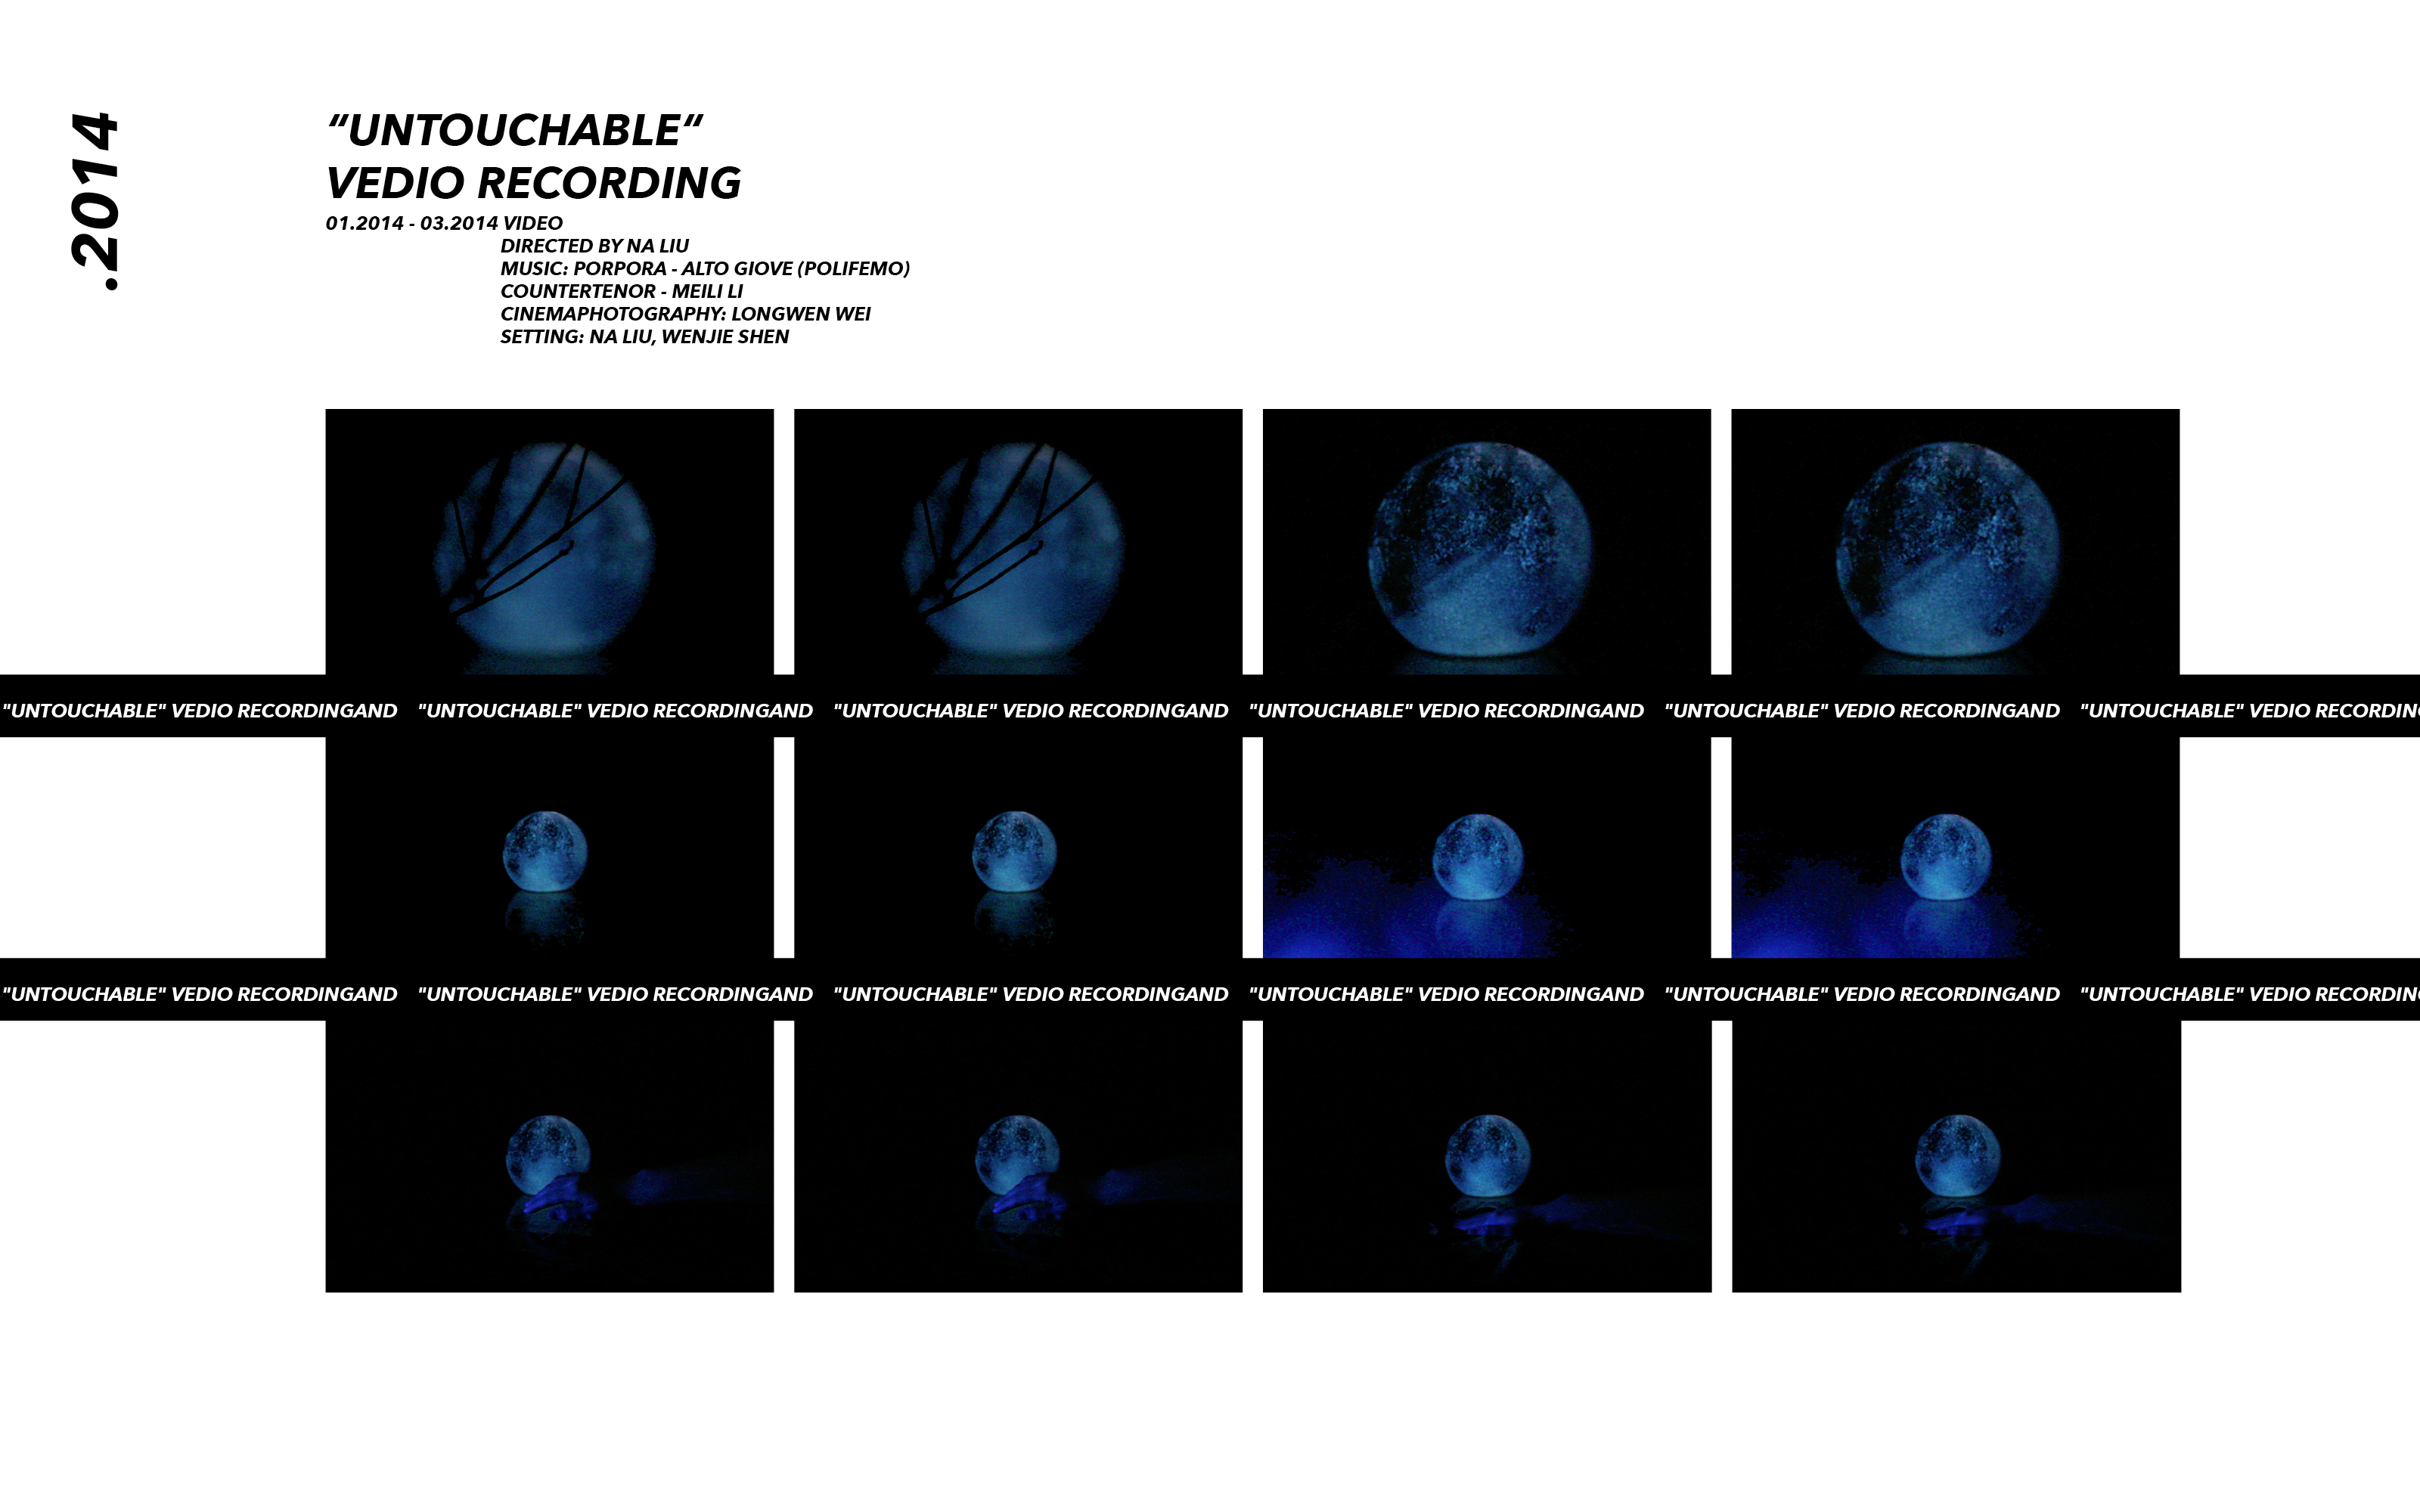 .2014
“UNTOUCHABLE“
VEDIO RECORDING
01.2014 - 03.2014 VIDEO
DIRECTED BY NA LIU
MUSIC: PORPORA - ALTO GIOVE (POLIFEMO)
COUNTERTENOR - MEILI LI
CINEMAPHOTOGRAPHY: LONGWEN WEI
SETTING: NA LIU, WENJIE SHEN
"UNTOUCHABLE" VEDIO RECORDINGAND "UNTOUCHABLE" VEDIO RECORDINGAND "UNTOUCHABLE" VEDIO RECORDINGAND "UNTOUCHABLE" VEDIO RECORDINGAND "UNTOUCHABLE" VEDIO RECORDINGAND "UNTOUCHABLE" VEDIO RECORDING
"UNTOUCHABLE" VEDIO RECORDINGAND "UNTOUCHABLE" VEDIO RECORDINGAND "UNTOUCHABLE" VEDIO RECORDINGAND "UNTOUCHABLE" VEDIO RECORDINGAND "UNTOUCHABLE" VEDIO RECORDINGAND "UNTOUCHABLE" VEDIO RECORDING